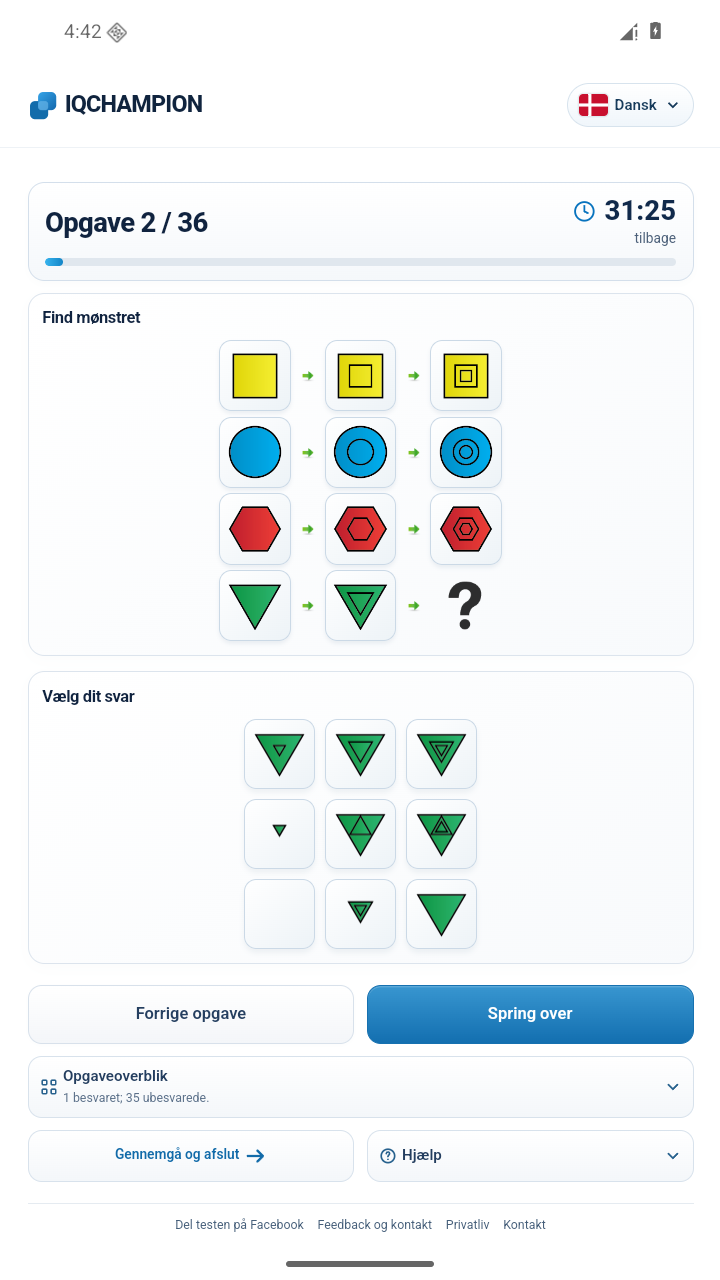 4:42
IQCHAMPION
Dansk
Opgave 2 / 36
31:25
tilbage
Find mønstret
?
Vælg dit svar
Forrige opgave
Spring over
Opgaveoverblik
1 besvaret; 35 ubesvarede.
Gennemgå og afslut
Hjælp
Del testen på Facebook Feedback og kontakt Privatliv Kontakt